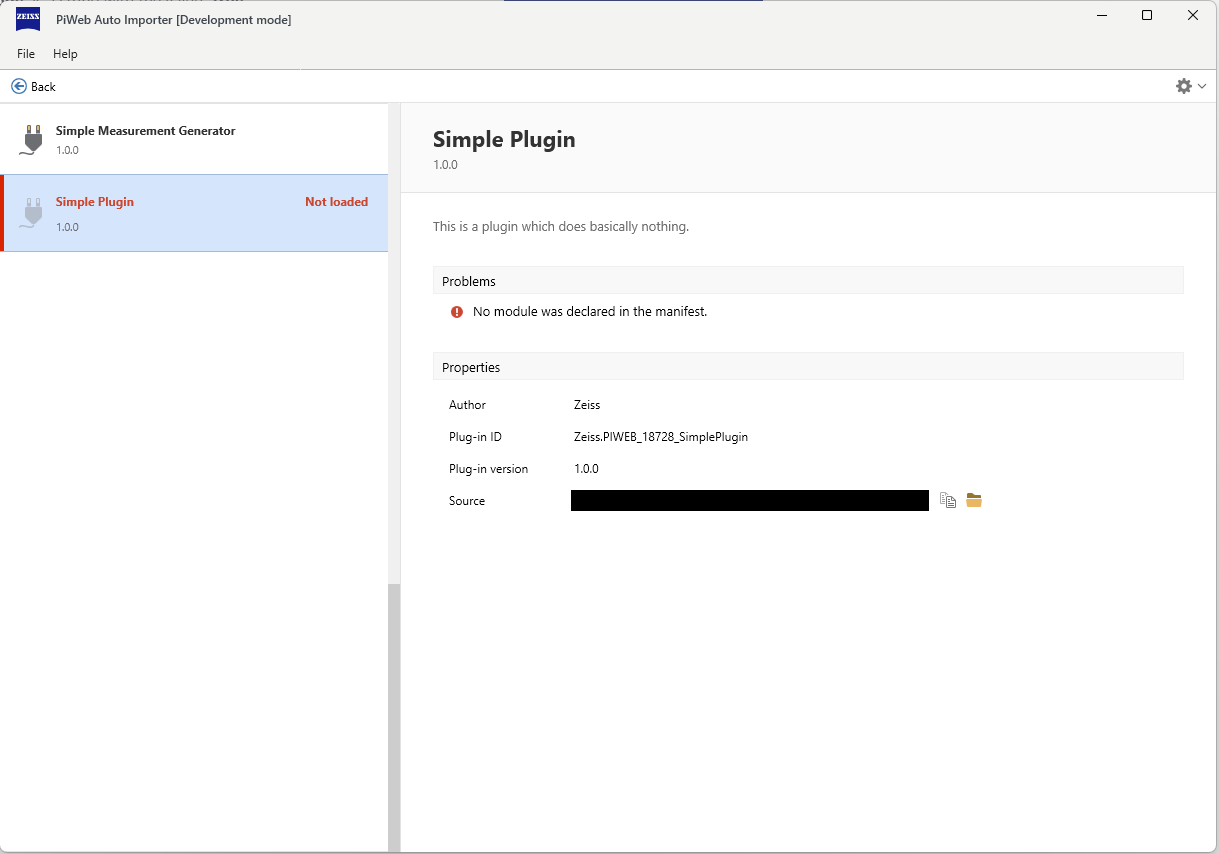 ZEISS
PiWeb Auto Importer [Development mode]
File Help
Back
Simple Measurement Generator
1.0.0
Simple Plugin Not loaded
1.0.0
Simple Plugin
1.0.0
This is a plugin which does basically nothing.
Problems
No module was declared in the manifest.
Properties
Author Zeiss
Plug-in ID Zeiss.PIWEB_18728_SimplePlugin
Plug-in version 1.0.0
Source